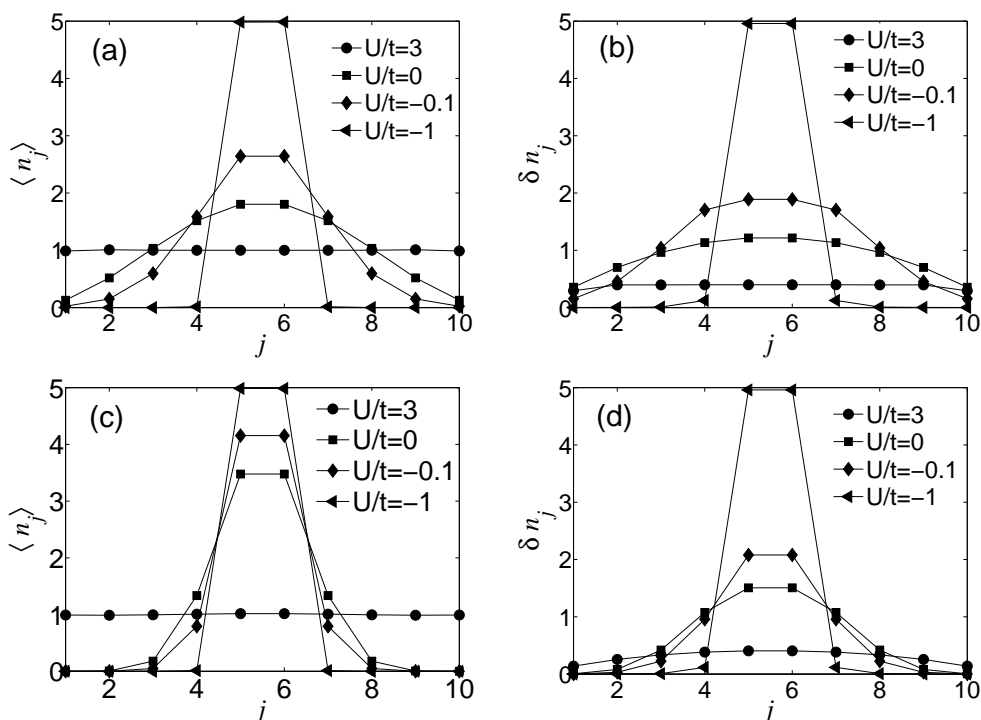 (a)
U/t=3
U/t=0
U/t=−0.1
U/t=−1
5
4
3
2
1
0
2 4 6 8 10
⟨ n_j ⟩
j
(b)
U/t=3
U/t=0
U/t=−0.1
U/t=−1
5
4
3
2
1
0
2 4 6 8 10
δ n_j
j
(c)
U/t=3
U/t=0
U/t=−0.1
U/t=−1
5
4
3
2
1
0
2 4 6 8 10
⟨ n_j ⟩
j
(d)
U/t=3
U/t=0
U/t=−0.1
U/t=−1
5
4
3
2
1
0
2 4 6 8 10
δ n_j
j